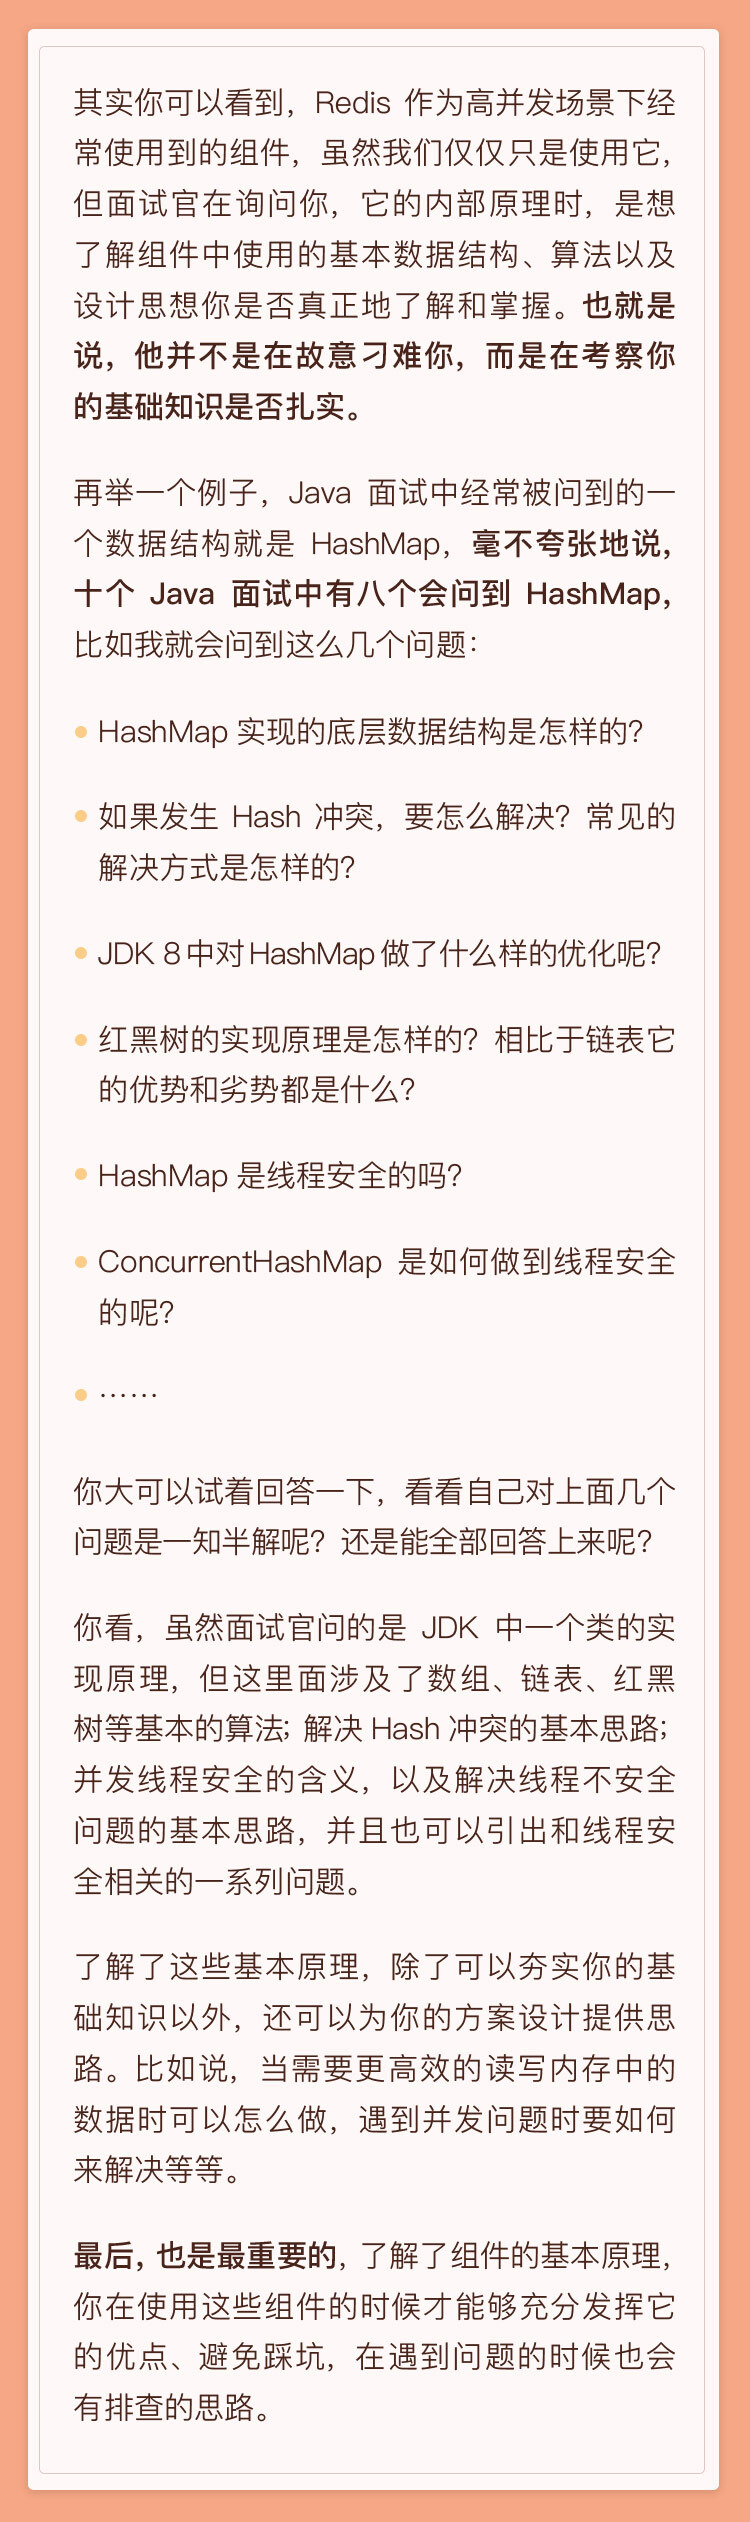 其实你可以看到，Redis 作为高并发场景下经
常使用到的组件，虽然我们仅仅只是使用它，
但面试官在询问你，它的内部原理时，是想
了解组件中使用的基本数据结构、算法以及
设计思想你是否真正地了解和掌握。也就是
说，他并不是在故意刁难你，而是在考察你
的基础知识是否扎实。
再举一个例子，Java 面试中经常被问到的一
个数据结构就是 HashMap，毫不夸张地说，
十个 Java 面试中有八个会问到 HashMap，
比如我就会问到这么几个问题：
HashMap 实现的底层数据结构是怎样的？
如果发生 Hash 冲突，要怎么解决？常见的
解决方式是怎样的？
JDK 8 中对 HashMap 做了什么样的优化呢？
红黑树的实现原理是怎样的？相比于链表它
的优势和劣势都是什么？
HashMap 是线程安全的吗？
ConcurrentHashMap 是如何做到线程安全
的呢？
……
你大可以试着回答一下，看看自己对上面几个
问题是一知半解呢？还是能全部回答上来呢？
你看，虽然面试官问的是 JDK 中一个类的实
现原理，但这里面涉及了数组、链表、红黑
树等基本的算法；解决 Hash 冲突的基本思路；
并发线程安全的含义，以及解决线程不安全
问题的基本思路，并且也可以引出和线程安
全相关的一系列问题。
了解了这些基本原理，除了可以夯实你的基
础知识以外，还可以为你的方案设计提供思
路。比如说，当需要更高效的读写内存中的
数据时可以怎么做，遇到并发问题时要如何
来解决等等。
最后，也是最重要的，了解了组件的基本原理，
你在使用这些组件的时候才能够充分发挥它
的优点、避免踩坑，在遇到问题的时候也会
有排查的思路。